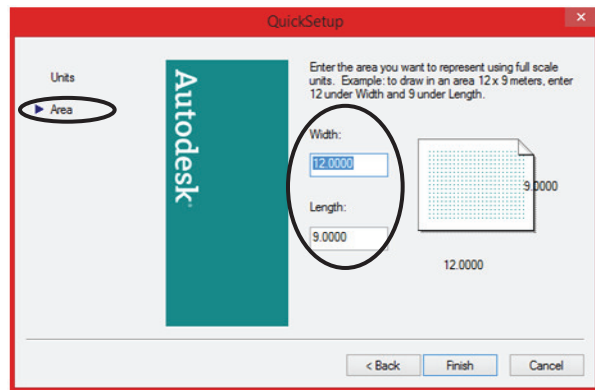 QuickSetup
Units
Area
Autodesk
Enter the area you want to represent using full scale
units. Example: to draw in an area 12 x 9 meters, enter
12 under Width and 9 under Length.
Width:
12.0000
Length:
9.0000
9.0000
12.0000
< Back
Finish
Cancel